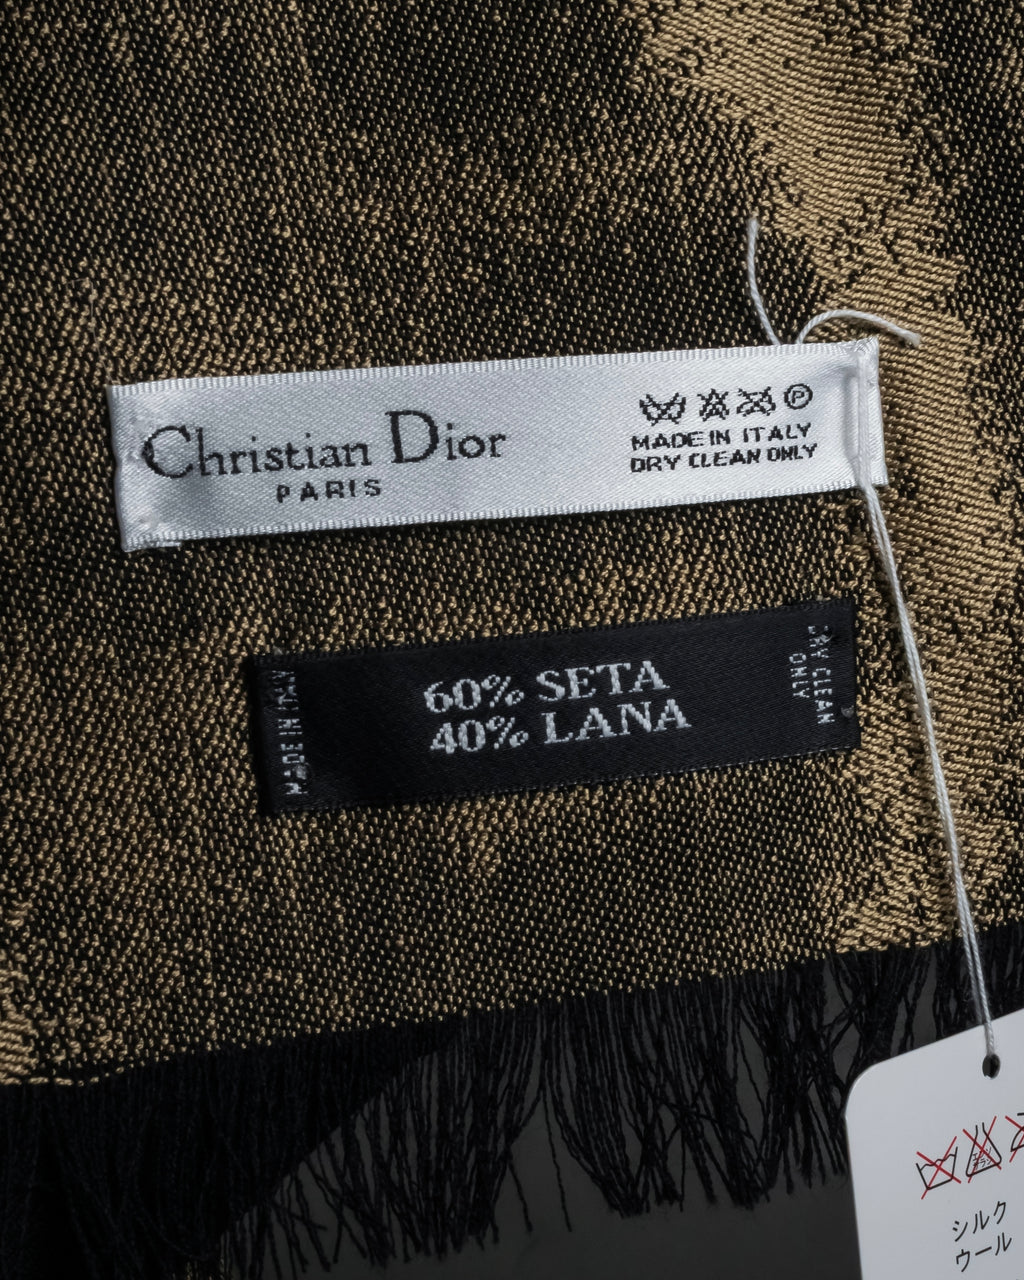 Christian Dior
PARIS
P
MADE IN ITALY
DRY CLEAN ONLY
MADE IN ITALY
60% SETA
40% LANA
DRY CLEAN
ONLY
シルク
ウール